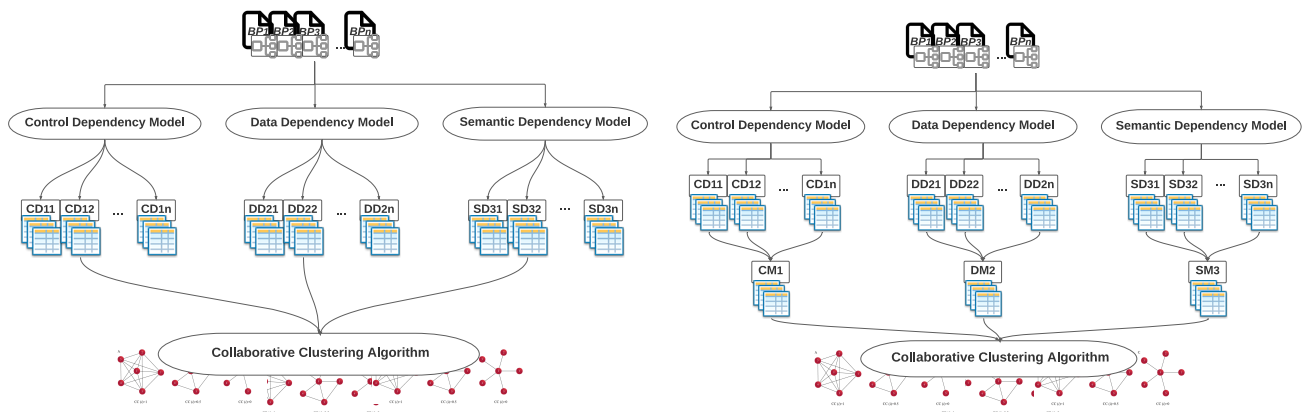 BP1 BP2 BP3 ... BPn
Control Dependency Model
Data Dependency Model
Semantic Dependency Model
CD11 CD12 ... CD1n
DD21 DD22 ... DD2n
SD31 SD32 ... SD3n
Collaborative Clustering Algorithm
BP1 BP2 BP3 ... BPn
Control Dependency Model
Data Dependency Model
Semantic Dependency Model
CD11 CD12 ... CD1n
DD21 DD22 ... DD2n
SD31 SD32 ... SD3n
CM1
DM2
SM3
Collaborative Clustering Algorithm